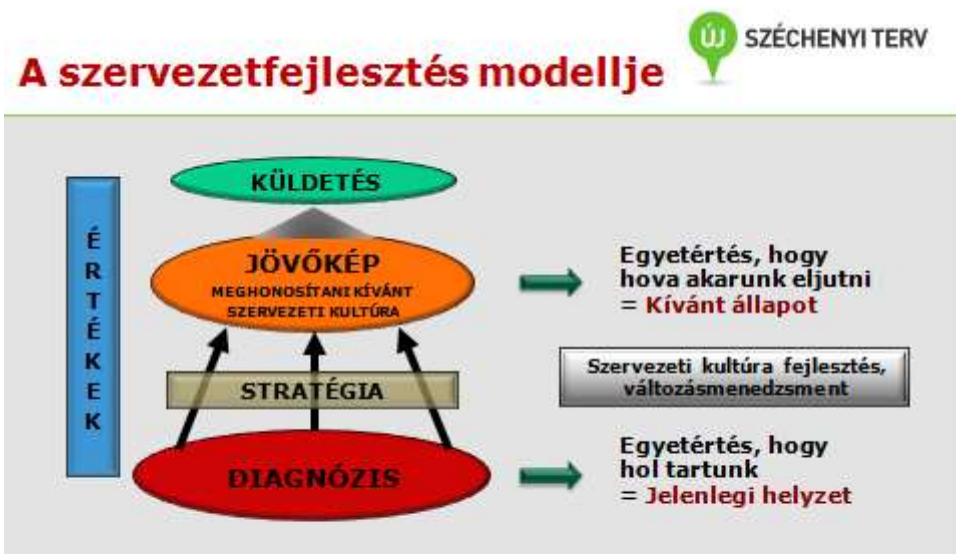 ÚJ SZÉCHENYI TERV
A szervezetfejlesztés modellje
ÉRTÉKEK
KÜLDETÉS
JÖVŐKÉP
MEGHONOSÍTANI KÍVÁNT
SZERVEZETI KULTÚRA
STRATÉGIA
DIAGNÓZIS
Egyetértés, hogy
hova akarunk eljutni
= Kívánt állapot
Szervezeti kultúra fejlesztés,
változásmenedzsment
Egyetértés, hogy
hol tartunk
= Jelenlegi helyzet